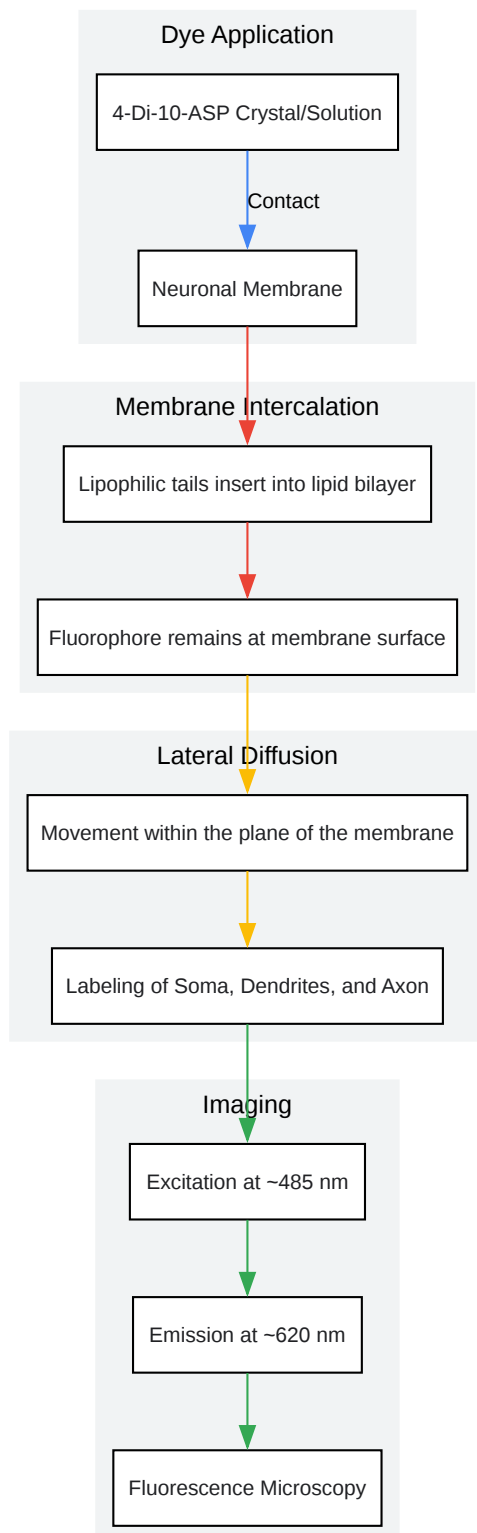 Dye Application
4-Di-10-ASP Crystal/Solution
Contact
Neuronal Membrane
Membrane Intercalation
Lipophilic tails insert into lipid bilayer
Fluorophore remains at membrane surface
Lateral Diffusion
Movement within the plane of the membrane
Labeling of Soma, Dendrites, and Axon
Imaging
Excitation at ~485 nm
Emission at ~620 nm
Fluorescence Microscopy